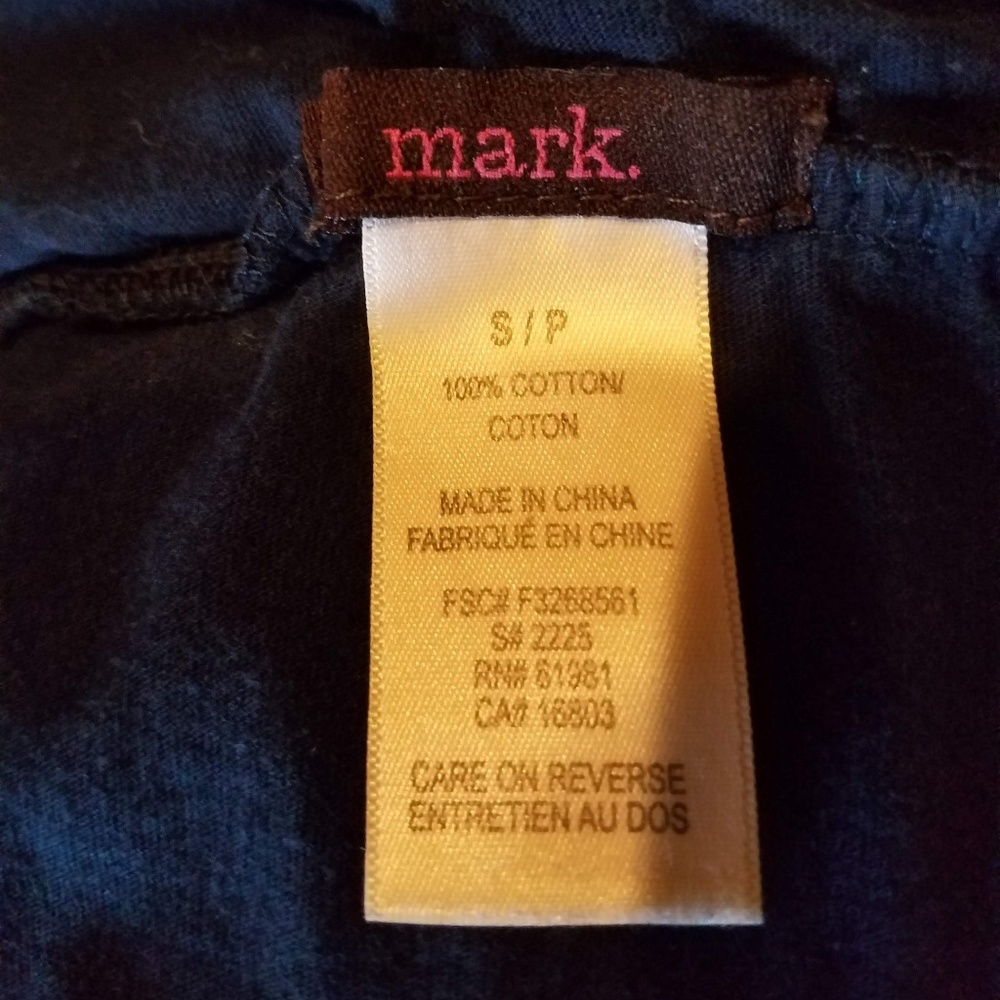 mark.
S / P
100% COTTON/
COTON
MADE IN CHINA
FABRIQUÉ EN CHINE
FSC# F3268561
S# 2225
RN# 61981
CA# 16803
CARE ON REVERSE
ENTRETIEN AU DOS